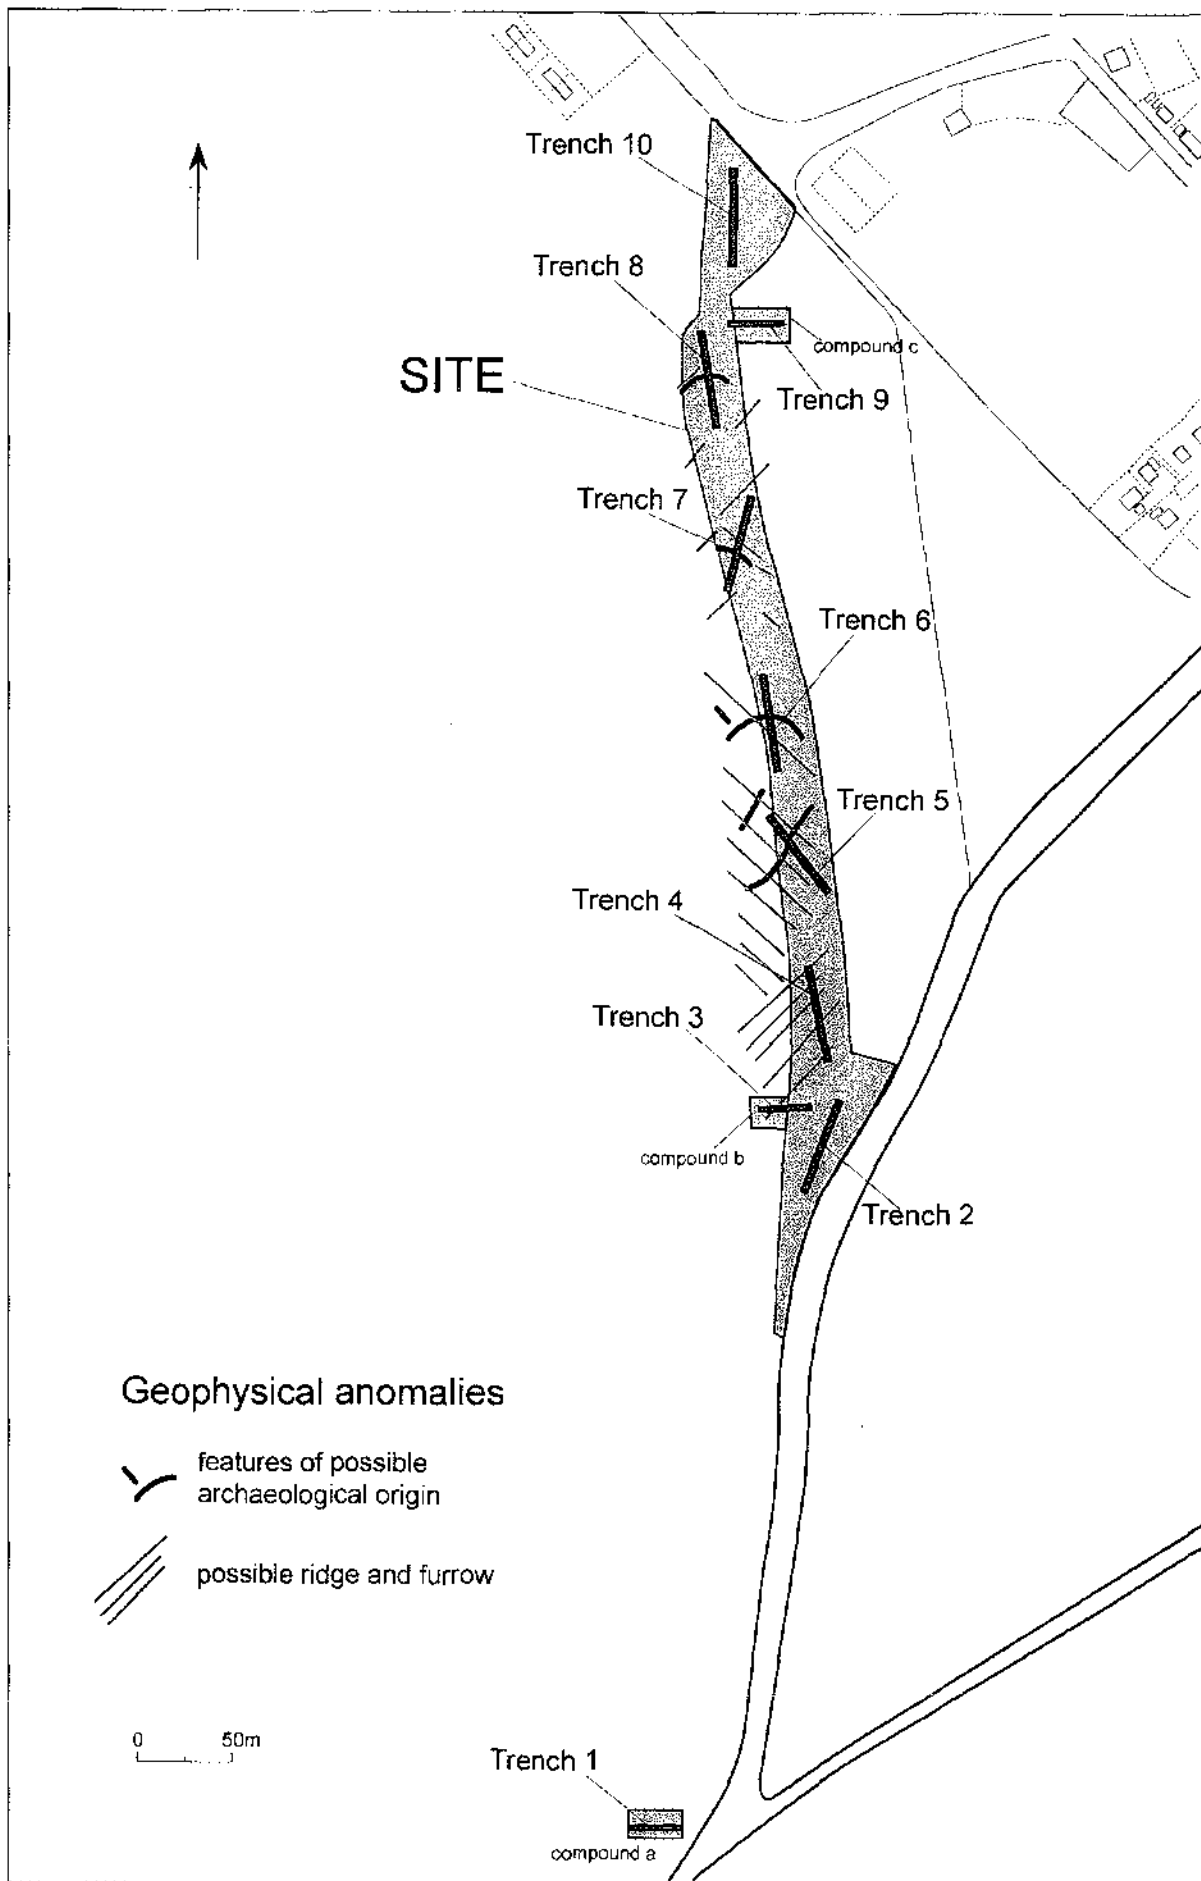 Trench 10
Trench 8
compound c
SITE
Trench 9
Trench 7
Trench 6
Trench 5
Trench 4
Trench 3
compound b
Trench 2
Geophysical anomalies
features of possible
archaeological origin
possible ridge and furrow
0 50m
Trench 1
compound a